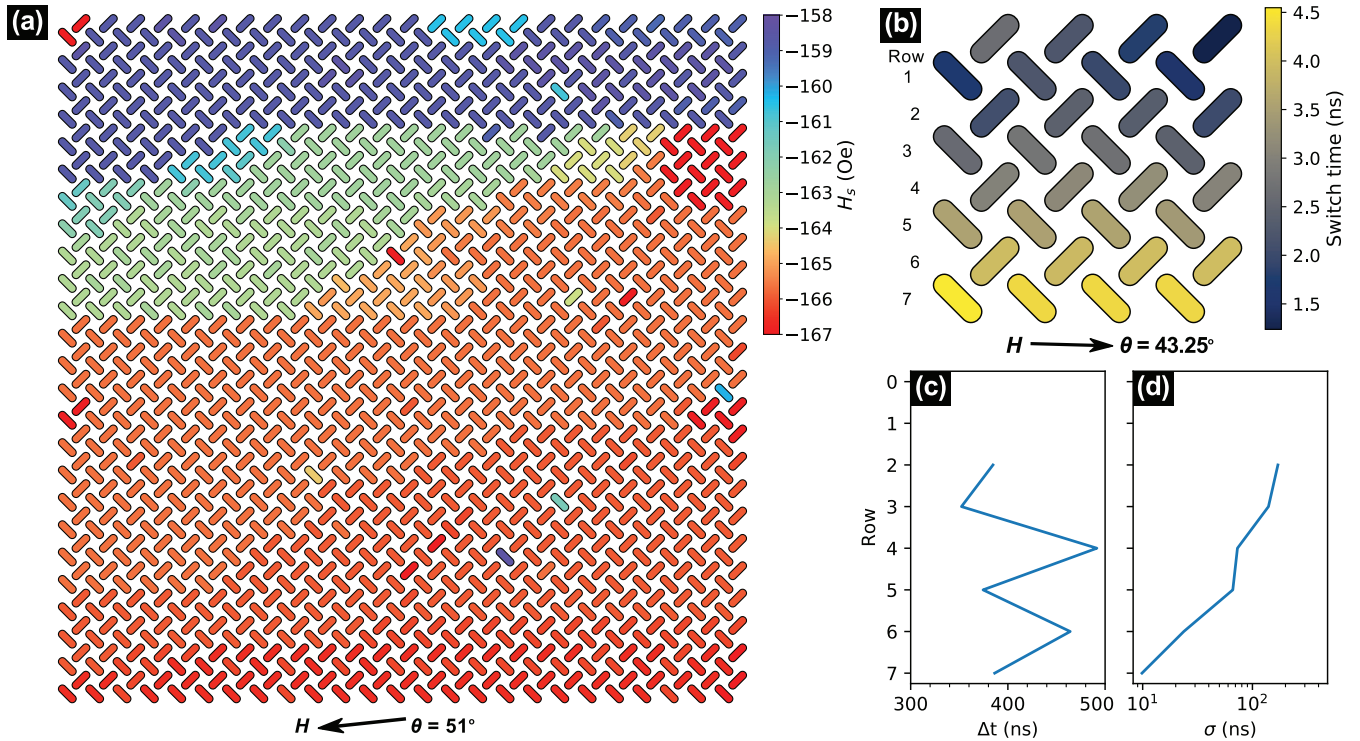 (a)
−158
−159
−160
−161
−162
−163
−164
−165
−166
−167
H_s (Oe)
H
θ = 51°
(b)
Row
1
2
3
4
5
6
7
4.5
4.0
3.5
3.0
2.5
2.0
1.5
Switch time (ns)
H
θ = 43.25°
(c)
0
1
2
3
4
5
6
7
Row
300
400
500
Δt (ns)
(d)
10¹
10²
σ (ns)